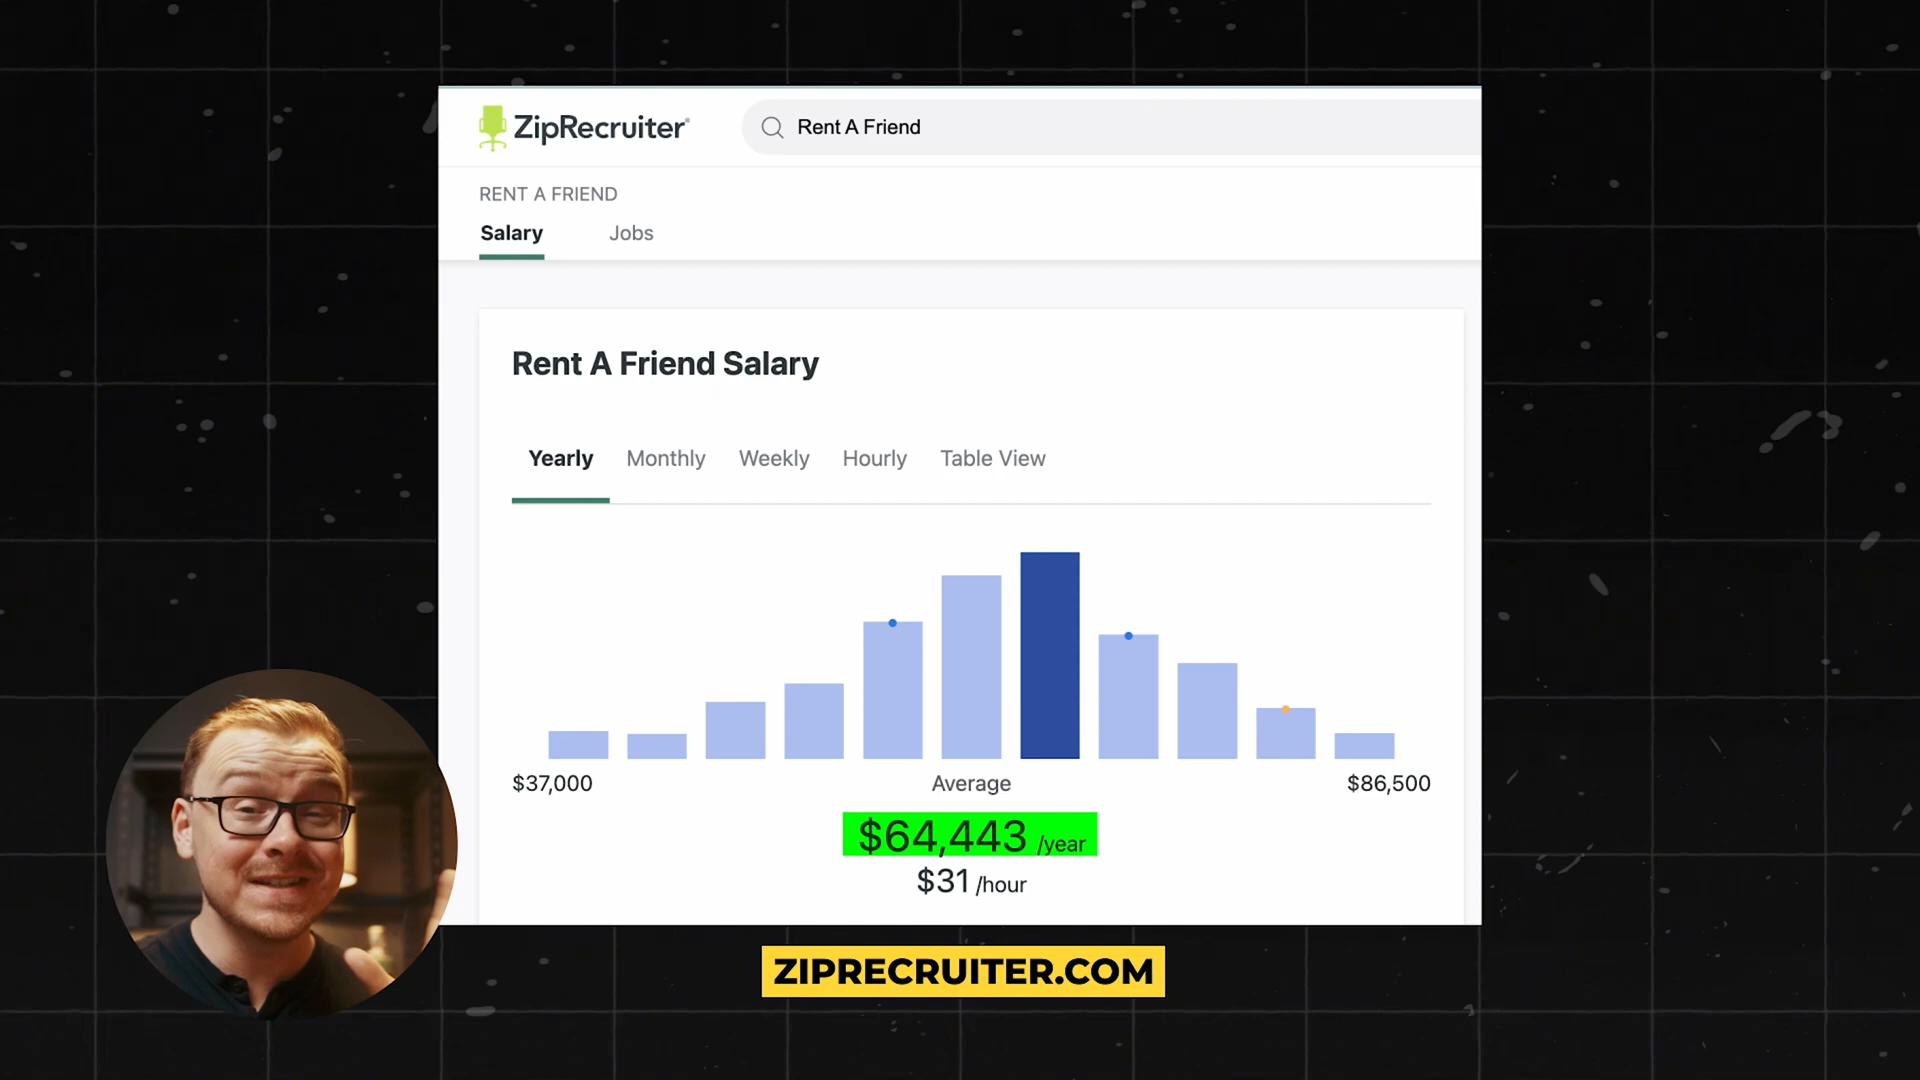 ZipRecruiter
Rent A Friend
RENT A FRIEND
Salary Jobs
Rent A Friend Salary
Yearly Monthly Weekly Hourly Table View
$37,000 Average $86,500
$64,443 /year
$31 /hour
ZIPRECRUITER.COM